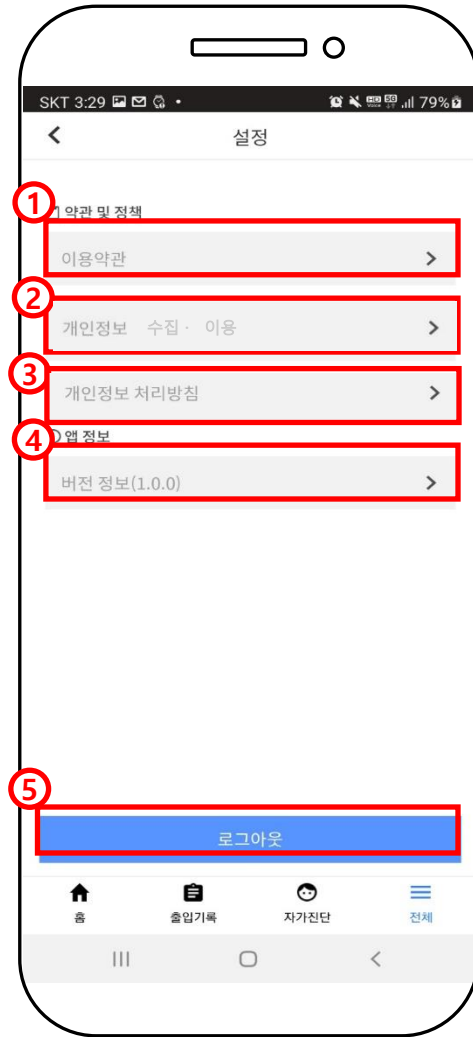 SKT 3:29 79%
설정
①
약관 및 정책
이용약관
②
개인정보 수집 · 이용
③
개인정보 처리방침
④
앱 정보
버전 정보(1.0.0)
⑤
로그아웃
홈 출입기록 자가진단 전체